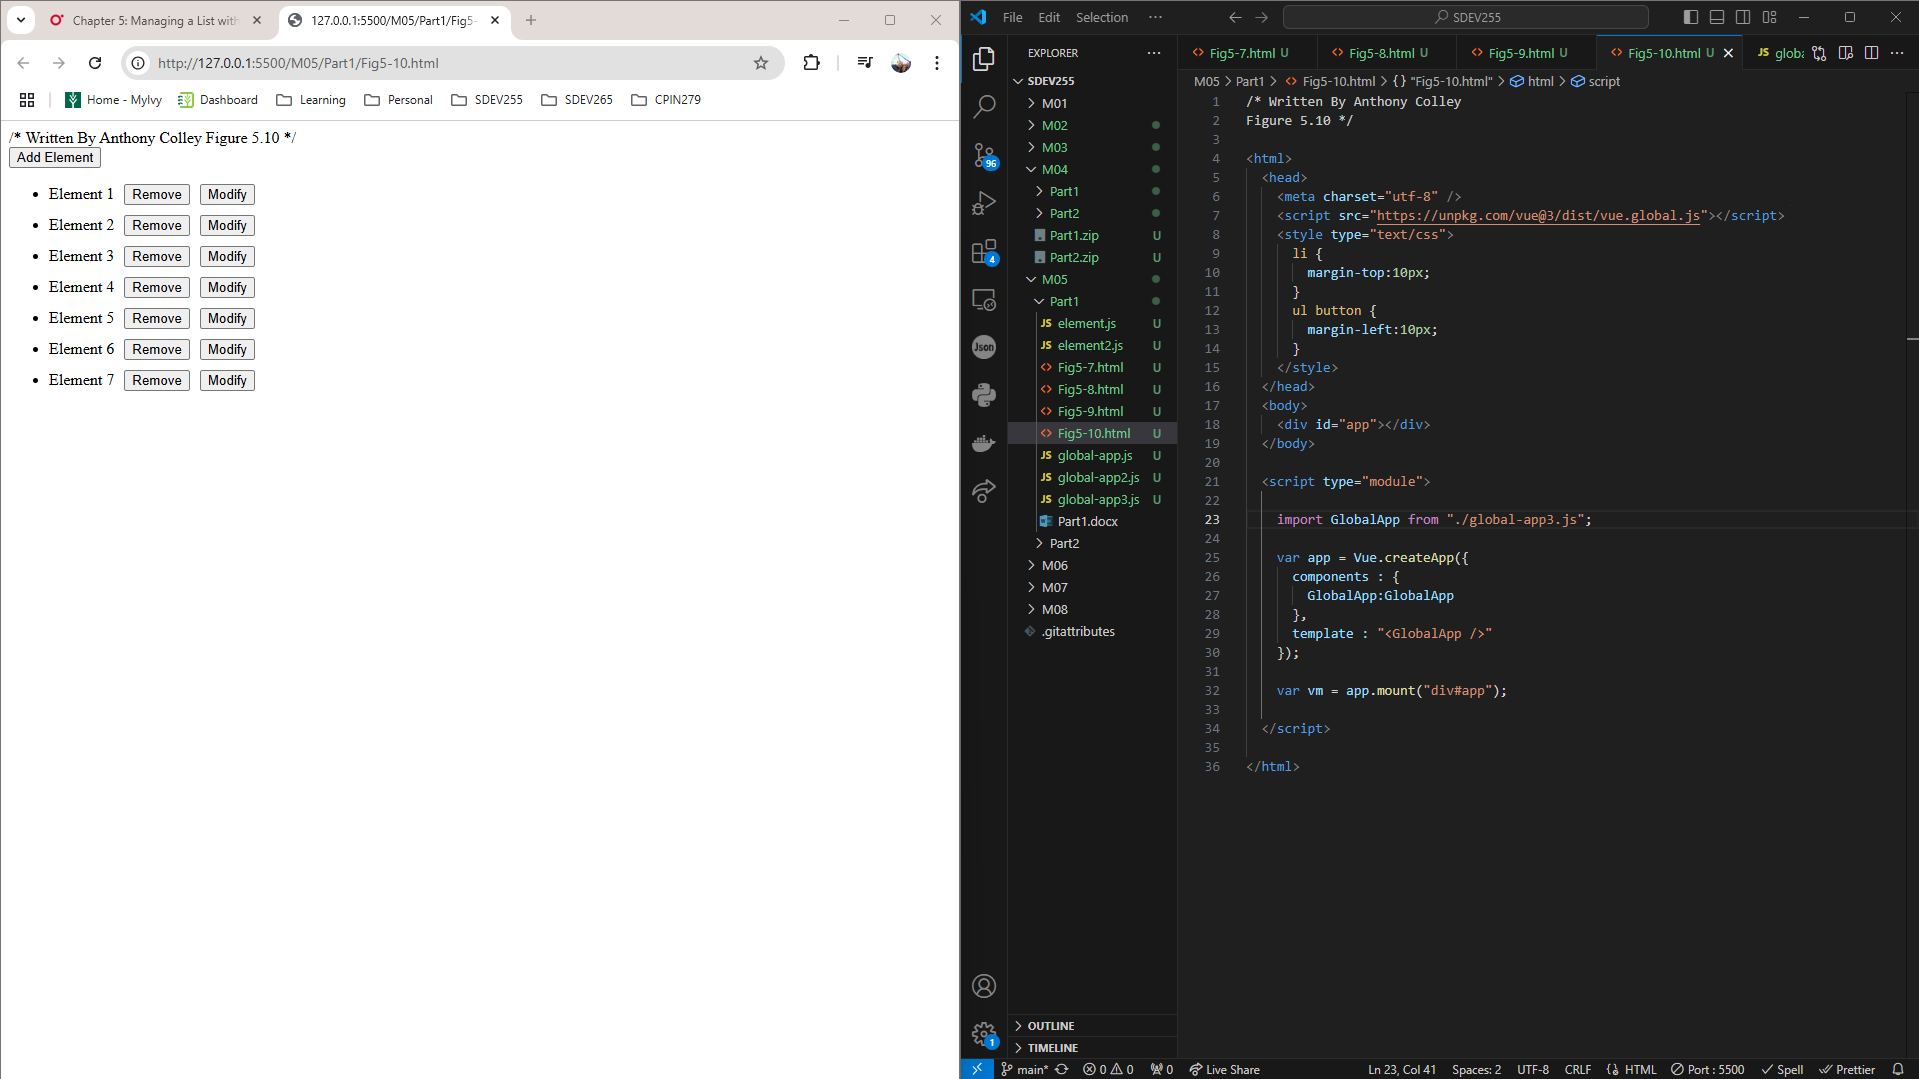 Chapter 5: Managing a List with
127.0.0.1:5500/M05/Part1/Fig5-
http://127.0.0.1:5500/M05/Part1/Fig5-10.html
Home - MyIvy
Dashboard
Learning
Personal
SDEV255
SDEV265
CPIN279
/* Written By Anthony Colley Figure 5.10 */
Add Element
• Element 1 Remove Modify
• Element 2 Remove Modify
• Element 3 Remove Modify
• Element 4 Remove Modify
• Element 5 Remove Modify
• Element 6 Remove Modify
• Element 7 Remove Modify
File Edit Selection ···
SDEV255
EXPLORER
SDEV255
M01
M02
M03
M04
Part1
Part2
Part1.zip U
Part2.zip U
M05
Part1
JS element.js U
JS element2.js U
<> Fig5-7.html U
<> Fig5-8.html U
<> Fig5-9.html U
<> Fig5-10.html U
JS global-app.js U
JS global-app2.js U
JS global-app3.js U
Part1.docx
Part2
M06
M07
M08
.gitattributes
OUTLINE
TIMELINE
96
4
Json
1
<> Fig5-7.html U
<> Fig5-8.html U
<> Fig5-9.html U
<> Fig5-10.html U
JS globa
M05 > Part1 > <> Fig5-10.html > {} "Fig5-10.html" > html > script
1 /* Written By Anthony Colley
2 Figure 5.10 */
3
4 <html>
5 <head>
6 <meta charset="utf-8" />
7 <script src="https://unpkg.com/vue@3/dist/vue.global.js"></script>
8 <style type="text/css">
9 li {
10 margin-top:10px;
11 }
12 ul button {
13 margin-left:10px;
14 }
15 </style>
16 </head>
17 <body>
18 <div id="app"></div>
19 </body>
20
21 <script type="module">
22
23 import GlobalApp from "./global-app3.js";
24
25 var app = Vue.createApp({
26 components : {
27 GlobalApp:GlobalApp
28 },
29 template : "<GlobalApp />"
30 });
31
32 var vm = app.mount("div#app");
33
34 </script>
35
36 </html>
main* 0 0 0 Live Share Ln 23, Col 41 Spaces: 2 UTF-8 CRLF {} HTML Port : 5500 Spell Prettier